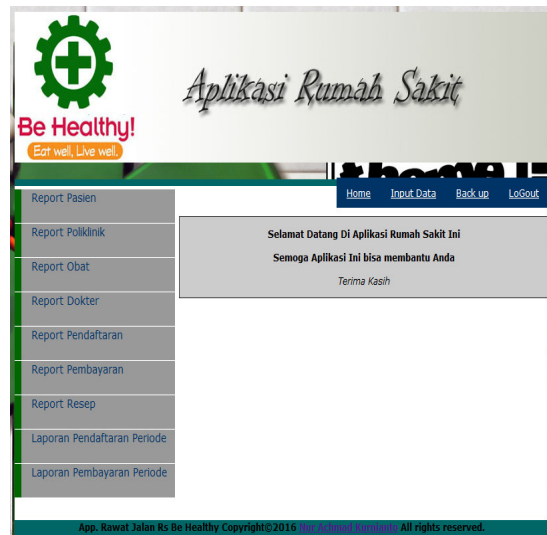 Aplikasi Rumah Sakit
Be Healthy!
Eat well, Live well.
Home Input Data Back up LoGout
Report Pasien
Report Poliklinik
Report Obat
Report Dokter
Report Pendaftaran
Report Pembayaran
Report Resep
Laporan Pendaftaran Periode
Laporan Pembayaran Periode
Selamat Datang Di Aplikasi Rumah Sakit Ini
Semoga Aplikasi Ini bisa membantu Anda
Terima Kasih
App. Rawat Jalan Rs Be Healthy Copyright©2016 Nur Achmad Kurnianto All rights reserved.